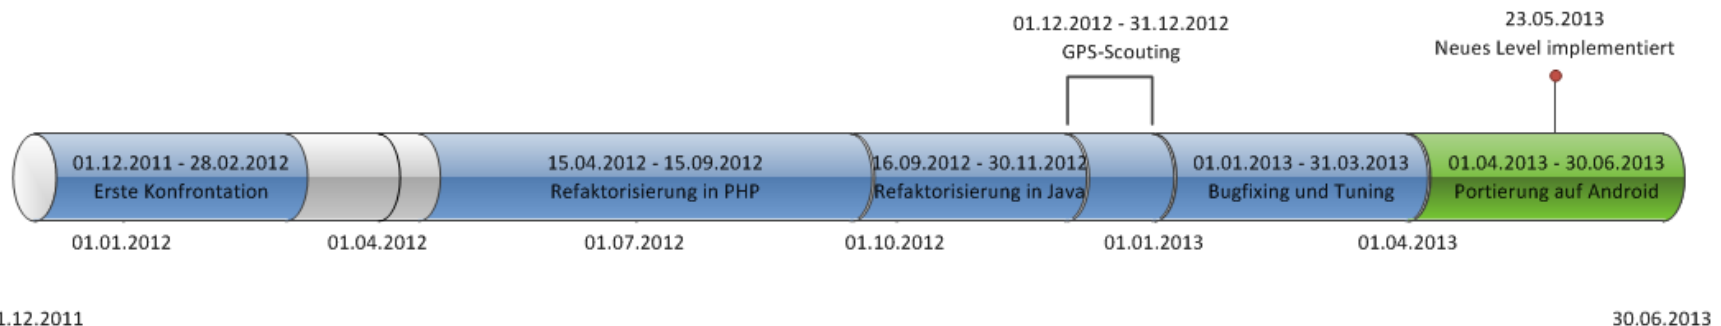 01.12.2012 - 31.12.2012
GPS-Scouting
23.05.2013
Neues Level implementiert
01.12.2011 - 28.02.2012
Erste Konfrontation
15.04.2012 - 15.09.2012
Refaktorisierung in PHP
16.09.2012 - 30.11.2012
Refaktorisierung in Java
01.01.2013 - 31.03.2013
Bugfixing und Tuning
01.04.2013 - 30.06.2013
Portierung auf Android
01.01.2012
01.04.2012
01.07.2012
01.10.2012
01.01.2013
01.04.2013
1.12.2011
30.06.2013